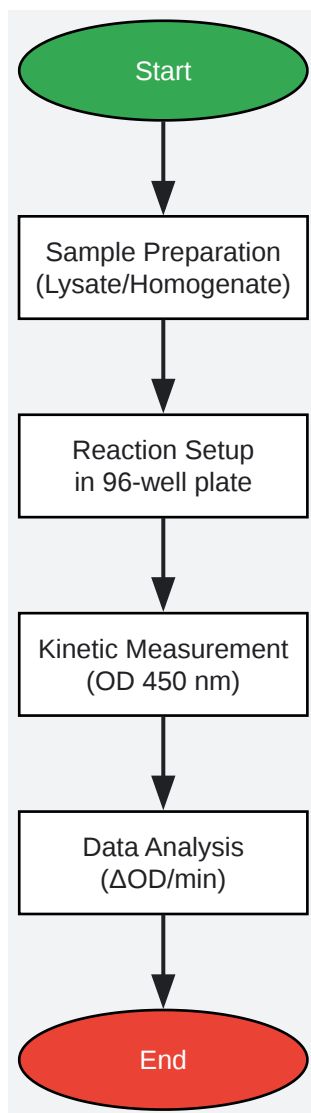 Start
Sample Preparation
(Lysate/Homogenate)
Reaction Setup
in 96-well plate
Kinetic Measurement
(OD 450 nm)
Data Analysis
(ΔOD/min)
End